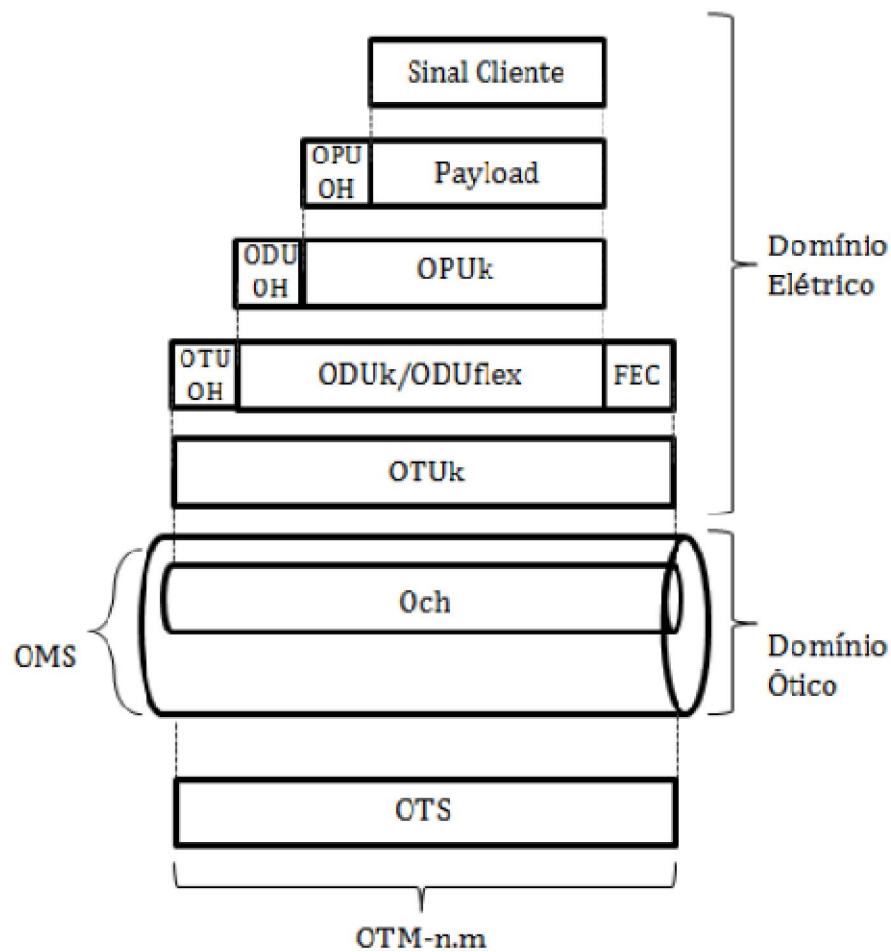 Sinal Cliente
OPU
OH
Payload
ODU
OH
OPUk
Domínio
Elétrico
OTU
OH
ODUk/ODUflex
FEC
OTUk
Och
OMS
Domínio
Ótico
OTS
OTM-n.m